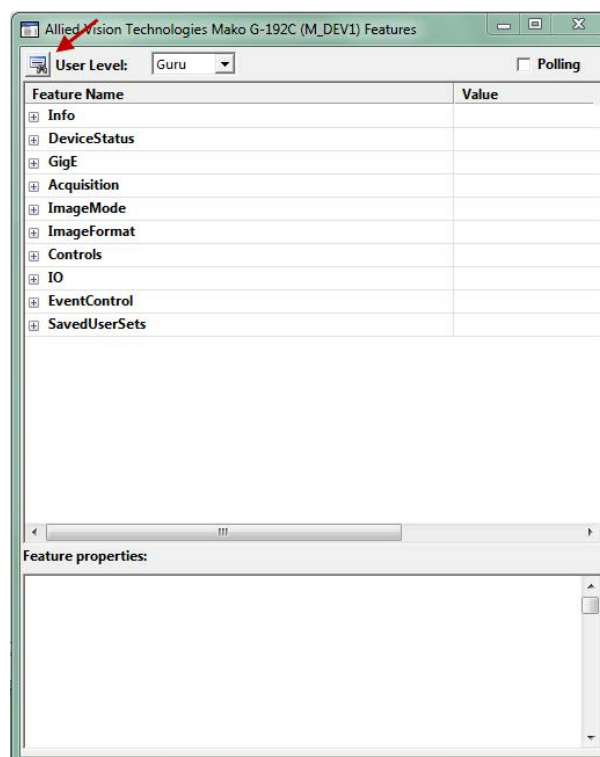 Allied Vision Technologies Mako G-192C (M_DEV1) Features
User Level: Guru Polling
Feature Name Value
Info
DeviceStatus
GigE
Acquisition
ImageMode
ImageFormat
Controls
IO
EventControl
SavedUserSets
Feature properties: